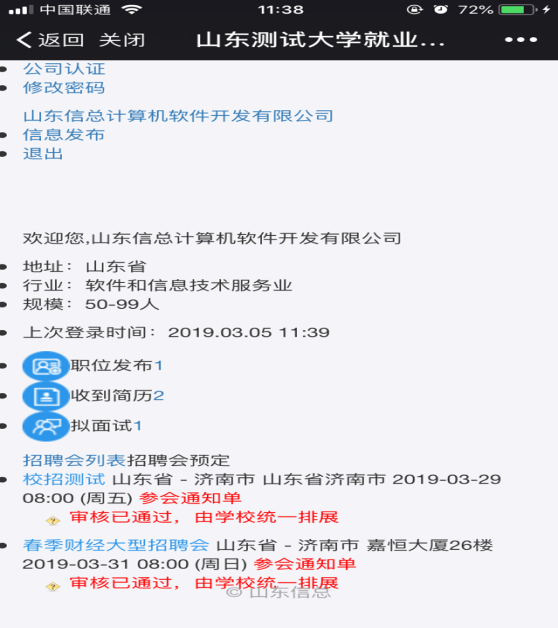 中国联通 11:38 72%
返回 关闭 山东测试大学就业...
公司认证
修改密码
山东信总计算机软件开发有限公司
信息发布
退出
欢迎您,山东信总计算机软件开发有限公司
地址：山东省
行业：软件和信息技术服务业
规模：50-99人
上次登录时间：2019.03.05 11:39
职位发布1
收到简历2
拟面试1
招聘会列表招聘会预定
校招测试 山东省 - 济南市 山东省济南市 2019-03-29
08:00 (周五) 参会通知单
审核已通过，由学校统一排展
春季财经大型招聘会 山东省 - 济南市 嘉恒大厦26楼
2019-03-31 08:00 (周日) 参会通知单
审核已通过，由学校统一排展
© 山东信息